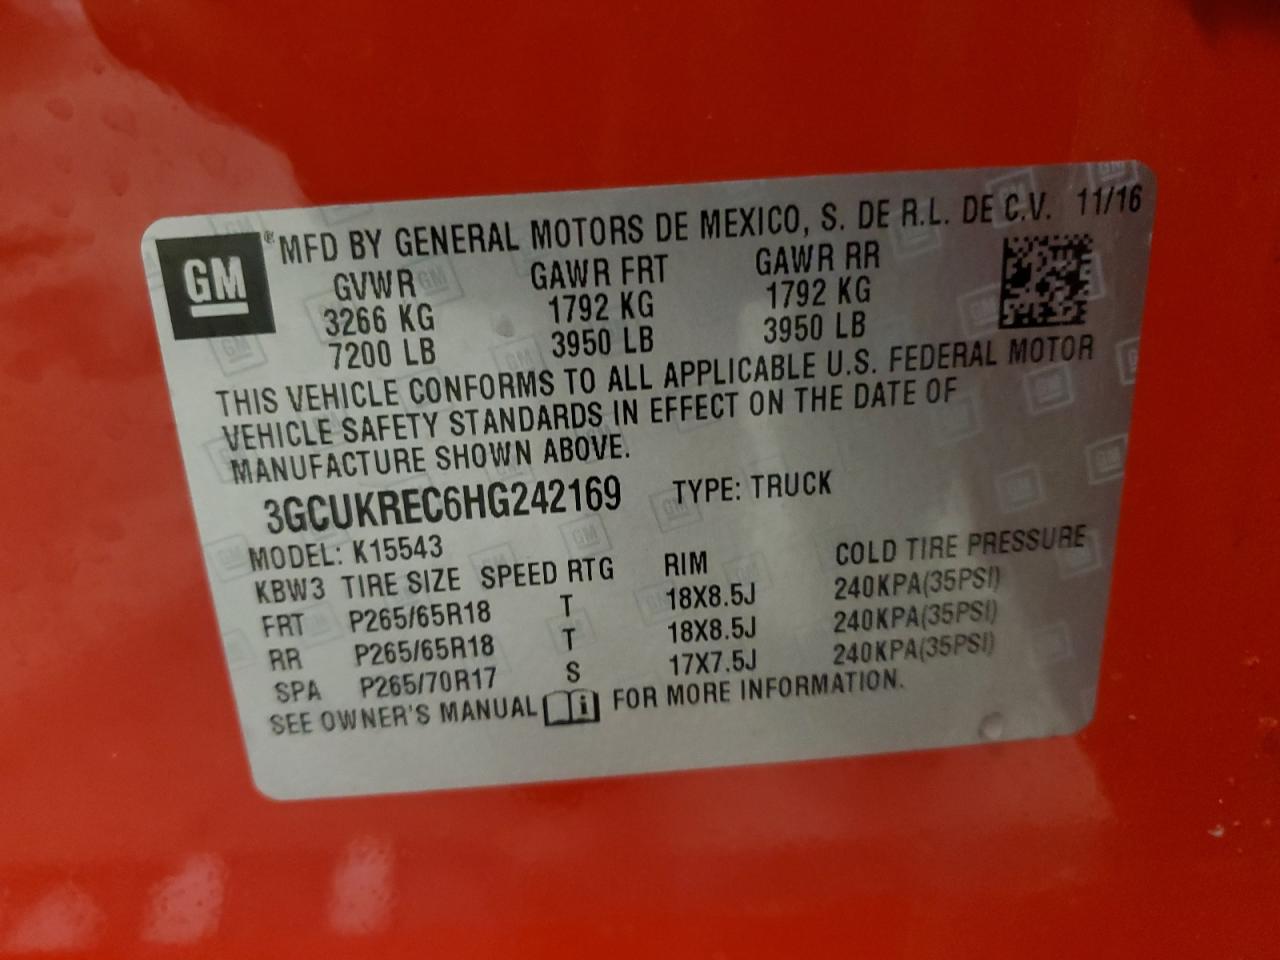 GM ® MFD BY GENERAL MOTORS DE MEXICO, S. DE R.L. DE C.V. 11/16
GVWR GAWR FRT GAWR RR
3266 KG 1792 KG 1792 KG
7200 LB 3950 LB 3950 LB
THIS VEHICLE CONFORMS TO ALL APPLICABLE U.S. FEDERAL MOTOR
VEHICLE SAFETY STANDARDS IN EFFECT ON THE DATE OF
MANUFACTURE SHOWN ABOVE.
3GCUKREC6HG242169 TYPE: TRUCK
MODEL: K15543
KBW3 TIRE SIZE SPEED RTG RIM COLD TIRE PRESSURE
FRT P265/65R18 T 18X8.5J 240KPA(35PSI)
RR P265/65R18 T 18X8.5J 240KPA(35PSI)
SPA P265/70R17 S 17X7.5J 240KPA(35PSI)
SEE OWNER'S MANUAL i FOR MORE INFORMATION.